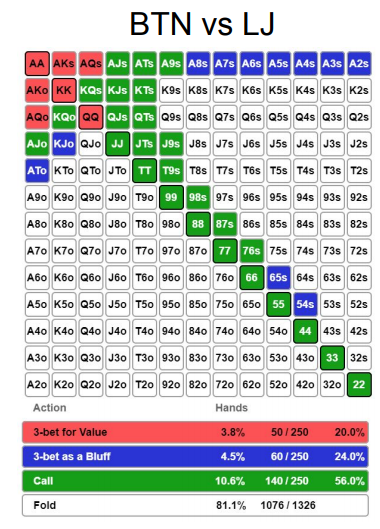 BTN vs LJ
AA AKs AQs AJs ATs A9s A8s A7s A6s A5s A4s A3s A2s
AKo KK KQs KJs KTs K9s K8s K7s K6s K5s K4s K3s K2s
AQo KQo QQ QJs QTs Q9s Q8s Q7s Q6s Q5s Q4s Q3s Q2s
AJo KJo QJo JJ JTs J9s J8s J7s J6s J5s J4s J3s J2s
ATo KTo QTo JTo TT T9s T8s T7s T6s T5s T4s T3s T2s
A9o K9o Q9o J9o T9o 99 98s 97s 96s 95s 94s 93s 92s
A8o K8o Q8o J8o T8o 98o 88 87s 86s 85s 84s 83s 82s
A7o K7o Q7o J7o T7o 97o 87o 77 76s 75s 74s 73s 72s
A6o K6o Q6o J6o T6o 96o 86o 76o 66 65s 64s 63s 62s
A5o K5o Q5o J5o T5o 95o 85o 75o 65o 55 54s 53s 52s
A4o K4o Q4o J4o T4o 94o 84o 74o 64o 54o 44 43s 42s
A3o K3o Q3o J3o T3o 93o 83o 73o 63o 53o 43o 33 32s
A2o K2o Q2o J2o T2o 92o 82o 72o 62o 52o 42o 32o 22
Action Hands
3-bet for Value 3.8% 50 / 250 20.0%
3-bet as a Bluff 4.5% 60 / 250 24.0%
Call 10.6% 140 / 250 56.0%
Fold 81.1% 1076 / 1326